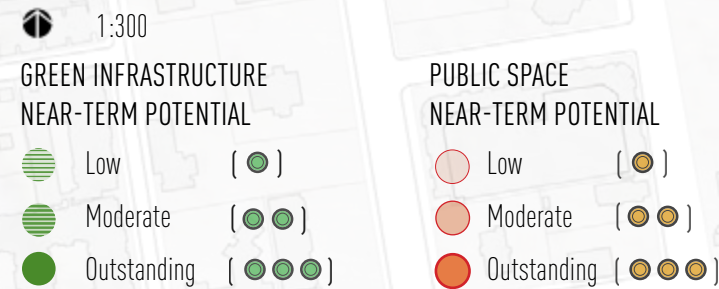 1:300
GREEN INFRASTRUCTURE
NEAR-TERM POTENTIAL
Low ( )
Moderate ( )
Outstanding ( )
PUBLIC SPACE
NEAR-TERM POTENTIAL
Low ( )
Moderate ( )
Outstanding ( )